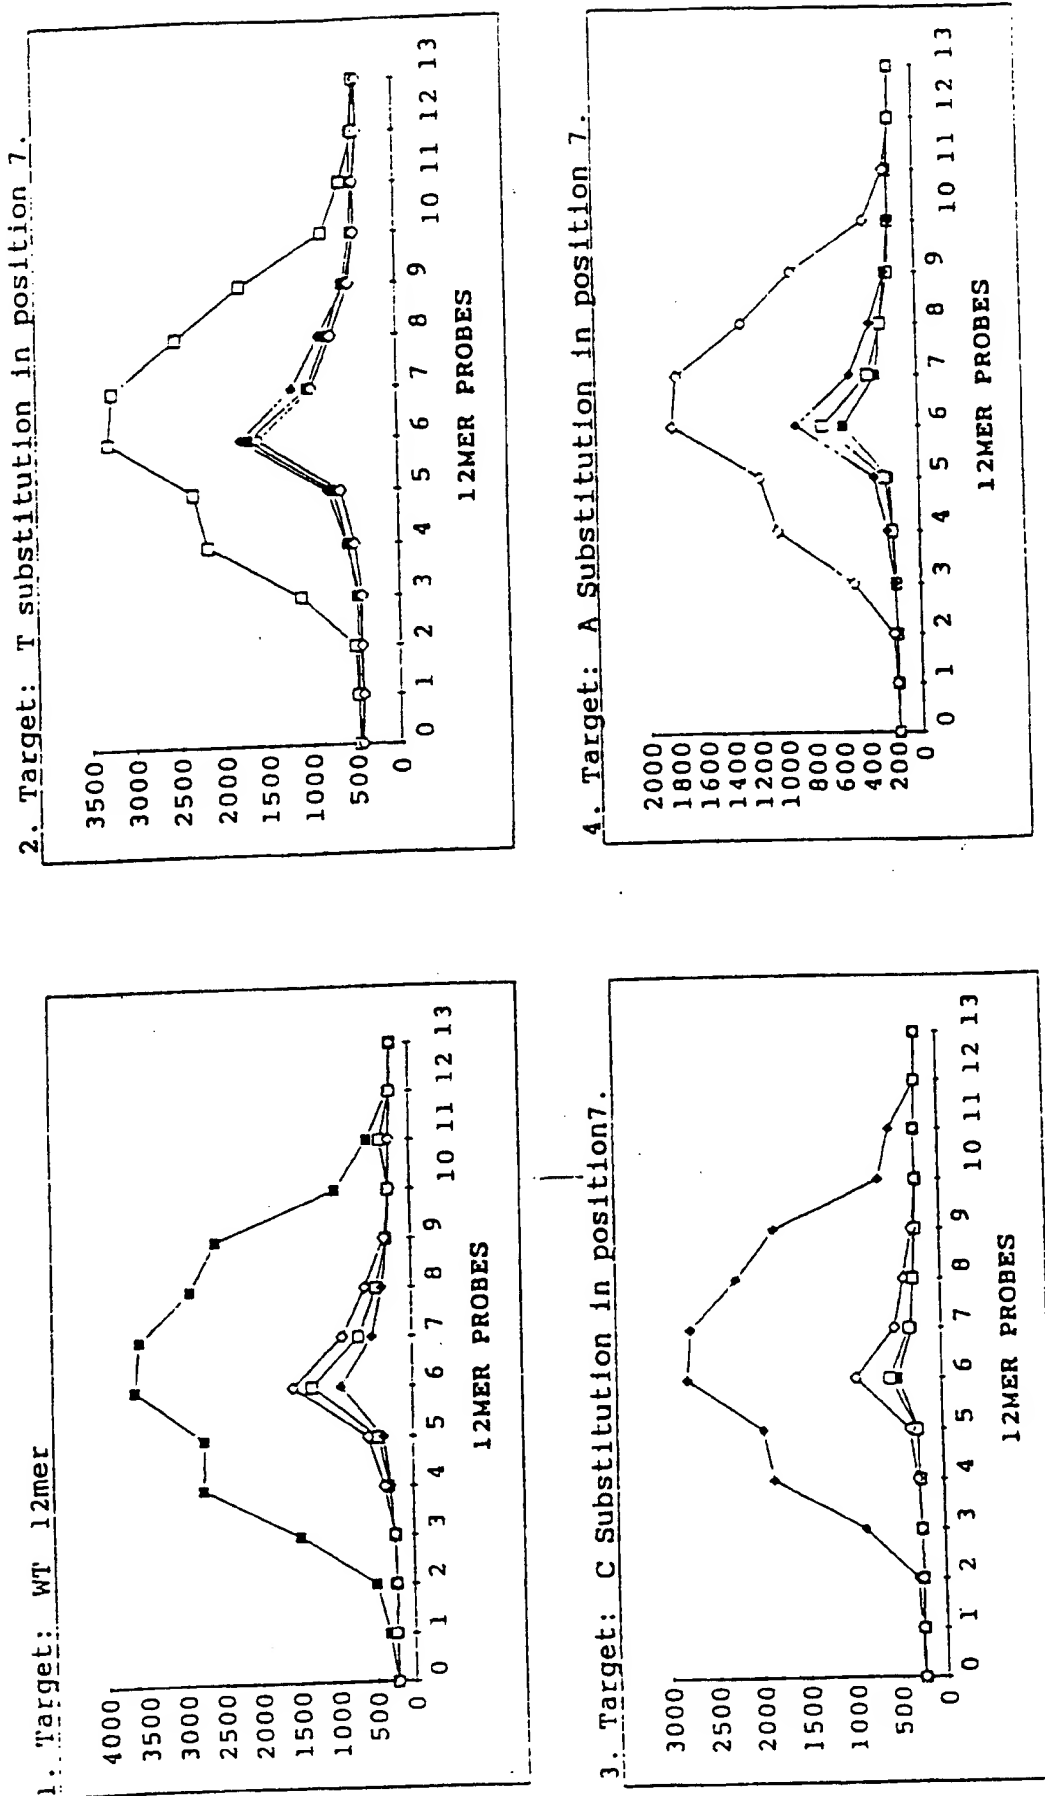 1. Target: WT 12mer
4000
3500
3000
2500
2000
1500
1000
500
0
0 1 2 3 4 5 6 7 8 9 10 11 12 13
12MER PROBES
2. Target: T substitution in position 7.
3500
3000
2500
2000
1500
1000
500
0
0 1 2 3 4 5 6 7 8 9 10 11 12 13
12MER PROBES
3. Target: C Substitution in position7.
3000
2500
2000
1500
1000
500
0
0 1 2 3 4 5 6 7 8 9 10 11 12 13
12MER PROBES
4. Target: A Substitution in position 7.
2000
1800
1600
1400
1200
1000
800
600
400
200
0
0 1 2 3 4 5 6 7 8 9 10 11 12 13
12MER PROBES